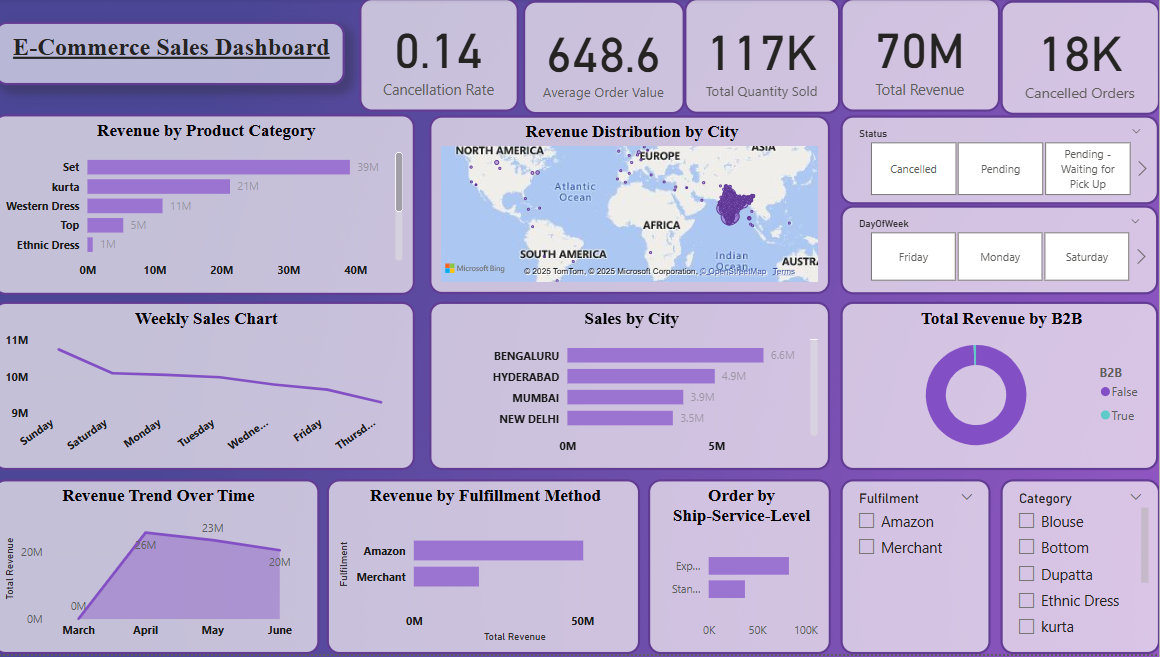 E-Commerce Sales Dashboard
0.14
Cancellation Rate
648.6
Average Order Value
117K
Total Quantity Sold
70M
Total Revenue
18K
Cancelled Orders
Revenue by Product Category
Set 39M
kurta 21M
Western Dress 11M
Top 5M
Ethnic Dress 1M
0M 10M 20M 30M 40M
Revenue Distribution by City
NORTH AMERICA
EUROPE
ASIA
Atlantic
Ocean
AFRICA
SOUTH AMERICA
Indian
Ocean
AUSTR
Microsoft Bing
© 2025 TomTom, © 2025 Microsoft Corporation, © OpenStreetMap Terms
Status
Cancelled
Pending
Pending -
Waiting for
Pick Up
DayOfWeek
Friday
Monday
Saturday
Weekly Sales Chart
11M
10M
9M
Sunday Saturday Monday Tuesday Wedne... Friday Thursd...
Sales by City
BENGALURU 6.6M
HYDERABAD 4.9M
MUMBAI 3.9M
NEW DELHI 3.5M
0M 5M
Total Revenue by B2B
B2B
False
True
Revenue Trend Over Time
Total Revenue
20M
0M
0M
26M
23M
20M
March April May June
Revenue by Fulfillment Method
Fulfilment
Amazon
Merchant
0M 50M
Total Revenue
Order by
Ship-Service-Level
Exp...
Stan...
0K 50K 100K
Fulfilment
Amazon
Merchant
Category
Blouse
Bottom
Dupatta
Ethnic Dress
kurta